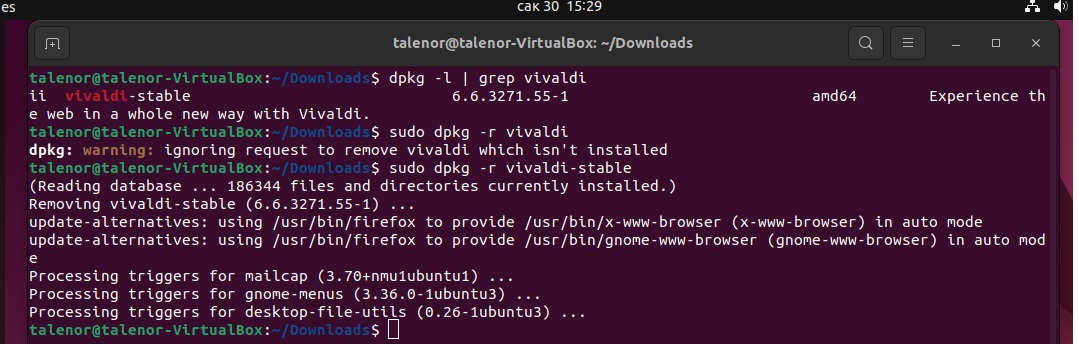 es
сак 30 15:29
talenor@talenor-VirtualBox: ~/Downloads
talenor@talenor-VirtualBox:~/Downloads$ dpkg -l | grep vivaldi
ii  vivaldi-stable                             6.6.3271.55-1                               amd64        Experience th
e web in a whole new way with Vivaldi.
talenor@talenor-VirtualBox:~/Downloads$ sudo dpkg -r vivaldi
dpkg: warning: ignoring request to remove vivaldi which isn't installed
talenor@talenor-VirtualBox:~/Downloads$ sudo dpkg -r vivaldi-stable
(Reading database ... 186344 files and directories currently installed.)
Removing vivaldi-stable (6.6.3271.55-1) ...
update-alternatives: using /usr/bin/firefox to provide /usr/bin/x-www-browser (x-www-browser) in auto mode
update-alternatives: using /usr/bin/firefox to provide /usr/bin/gnome-www-browser (gnome-www-browser) in auto mod
e
Processing triggers for mailcap (3.70+nmu1ubuntu1) ...
Processing triggers for gnome-menus (3.36.0-1ubuntu3) ...
Processing triggers for desktop-file-utils (0.26-1ubuntu3) ...
talenor@talenor-VirtualBox:~/Downloads$